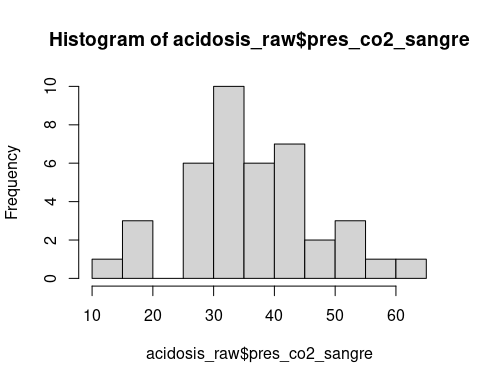 Histogram of acidosis_raw$pres_co2_sangre
Frequency
10
8
6
4
2
0
10 20 30 40 50 60
acidosis_raw$pres_co2_sangre